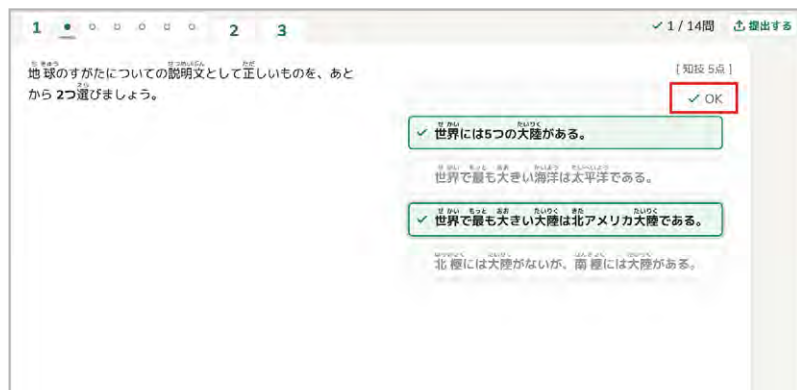 1 2 3 ✓ 1 / 14問 提出する
地球のすがたについての説明文として正しいものを、あと
から 2つ選びましょう。
[ 知技 5点 ]
✓ OK
✓ 世界には5つの大陸がある。
世界で最も大きい海洋は太平洋である。
✓ 世界で最も大きい大陸は北アメリカ大陸である。
北極には大陸がないが、南極には大陸がある。